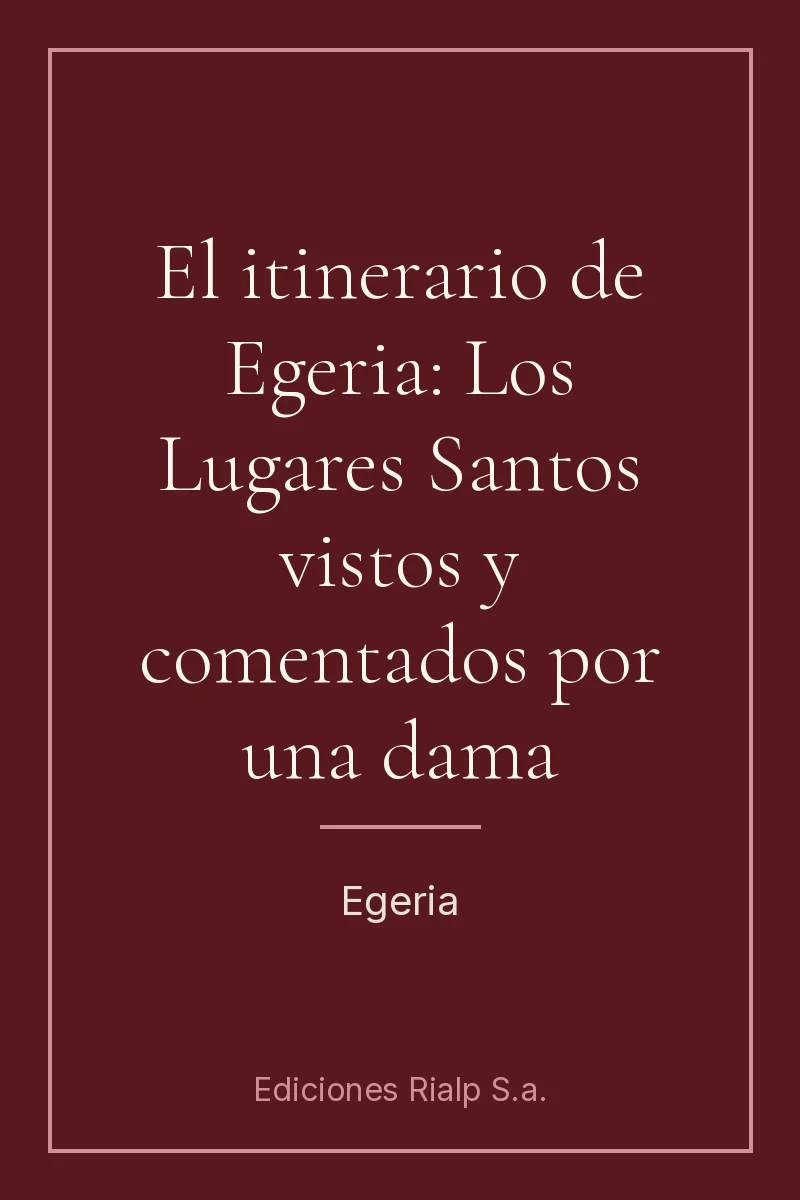 El itinerario de
Egeria: Los
Lugares Santos
vistos y
comentados por
una dama
Egeria
Ediciones Rialp S.a.